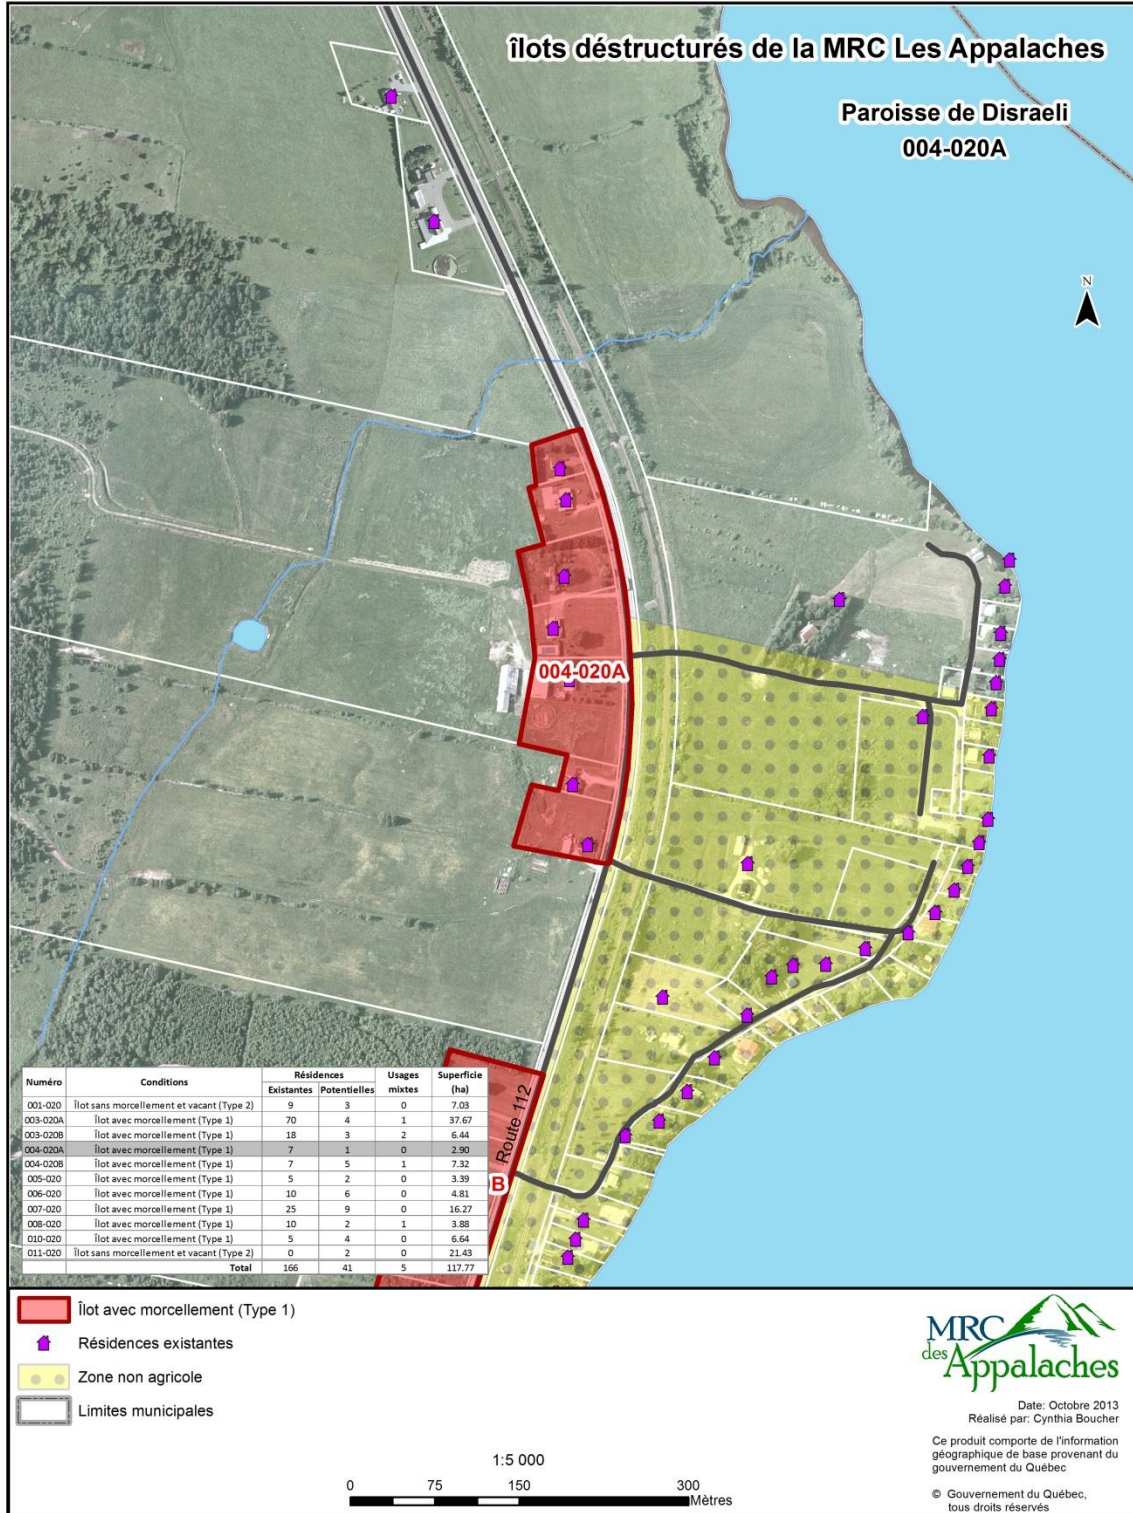 îlots déstructurés de la MRC Les Appalaches
Paroisse de Disraeli
004-020A
N
004-020A
Route 112
B
Numéro Conditions Résidences Usages mixtes Superficie (ha)
Existantes Potentielles
001-020 Îlot sans morcellement et vacant (Type 2) 9 3 0 7.03
003-020A Îlot avec morcellement (Type 1) 70 4 1 37.67
003-020B Îlot avec morcellement (Type 1) 18 3 2 6.44
004-020A Îlot avec morcellement (Type 1) 7 1 0 2.90
004-020B Îlot avec morcellement (Type 1) 7 5 1 7.32
005-020 Îlot avec morcellement (Type 1) 5 2 0 3.39
006-020 Îlot avec morcellement (Type 1) 10 6 0 4.81
007-020 Îlot avec morcellement (Type 1) 25 9 0 16.27
008-020 Îlot avec morcellement (Type 1) 10 2 1 3.88
010-020 Îlot avec morcellement (Type 1) 5 4 0 6.64
011-020 Îlot sans morcellement et vacant (Type 2) 0 2 0 21.43
Total 166 41 5 117.77
Îlot avec morcellement (Type 1)
Résidences existantes
Zone non agricole
Limites municipales
1:5 000
0 75 150 300
Mètres
MRC
des Appalaches
Date: Octobre 2013
Réalisé par: Cynthia Boucher
Ce produit comporte de l'information
géographique de base provenant du
gouvernement du Québec
© Gouvernement du Québec,
tous droits réservés